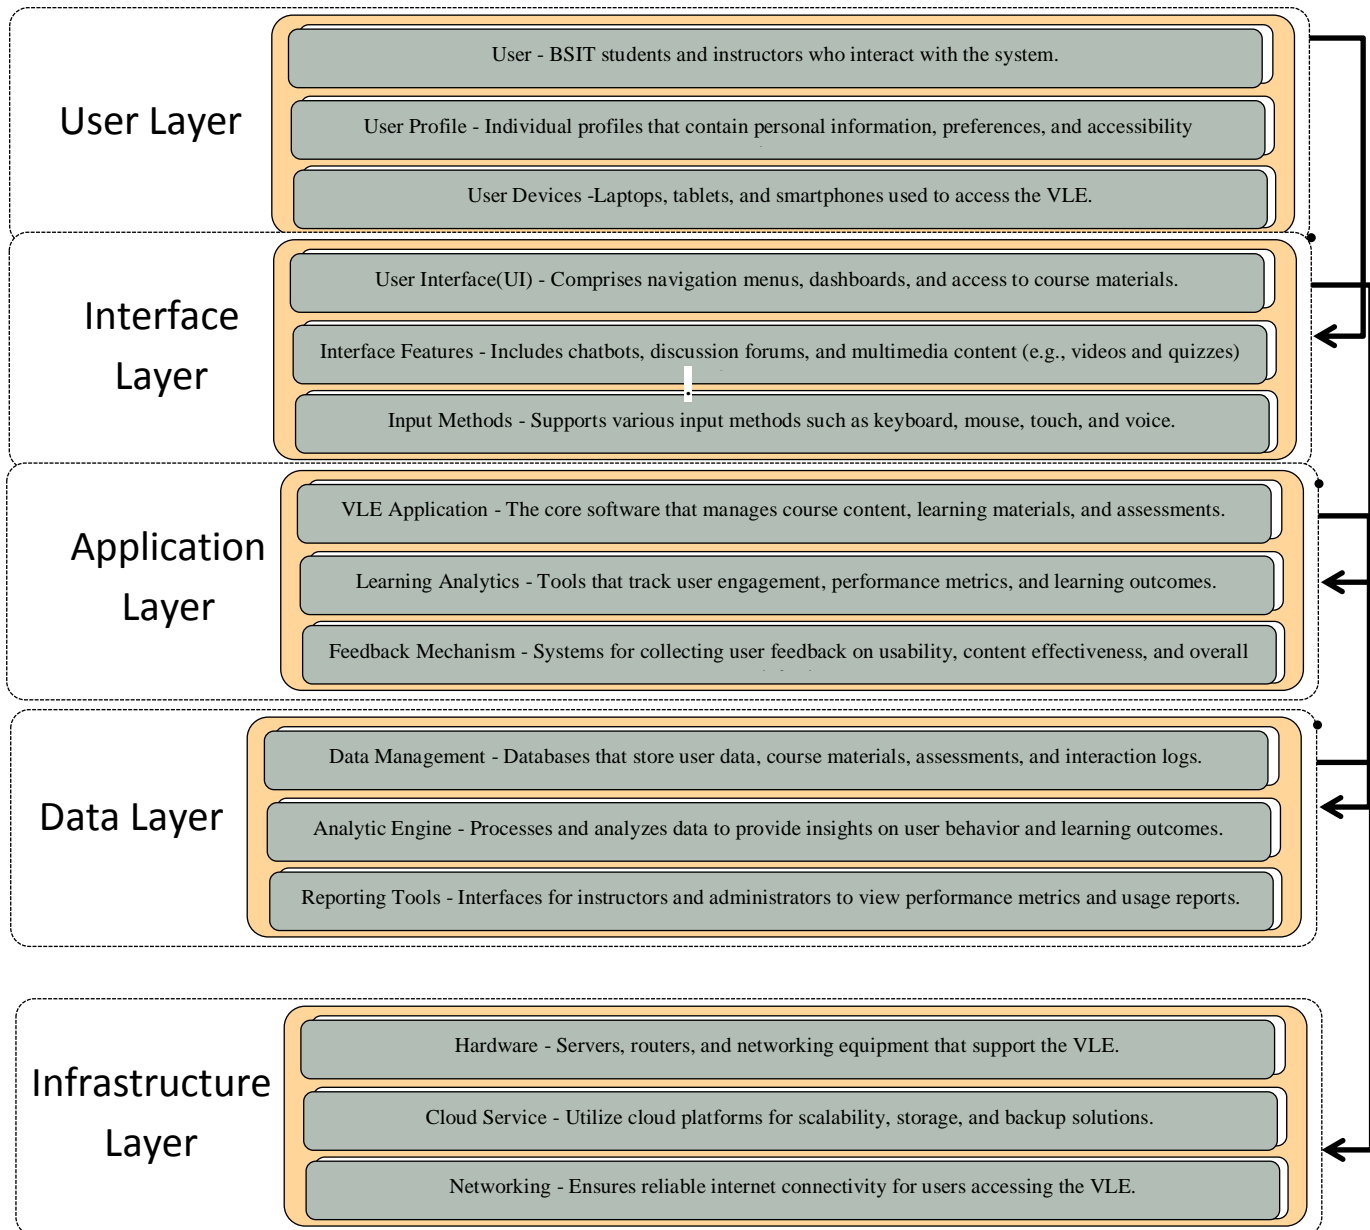 User Layer
User - BSIT students and instructors who interact with the system.
User Profile - Individual profiles that contain personal information, preferences, and accessibility
User Devices -Laptops, tablets, and smartphones used to access the VLE.
Interface
Layer
User Interface(UI) - Comprises navigation menus, dashboards, and access to course materials.
Interface Features - Includes chatbots, discussion forums, and multimedia content (e.g., videos and quizzes)
.
Input Methods - Supports various input methods such as keyboard, mouse, touch, and voice.
Application
Layer
VLE Application - The core software that manages course content, learning materials, and assessments.
Learning Analytics - Tools that track user engagement, performance metrics, and learning outcomes.
Feedback Mechanism - Systems for collecting user feedback on usability, content effectiveness, and overall
Data Layer
Data Management - Databases that store user data, course materials, assessments, and interaction logs.
Analytic Engine - Processes and analyzes data to provide insights on user behavior and learning outcomes.
Reporting Tools - Interfaces for instructors and administrators to view performance metrics and usage reports.
Infrastructure
Layer
Hardware - Servers, routers, and networking equipment that support the VLE.
Cloud Service - Utilize cloud platforms for scalability, storage, and backup solutions.
Networking - Ensures reliable internet connectivity for users accessing the VLE.